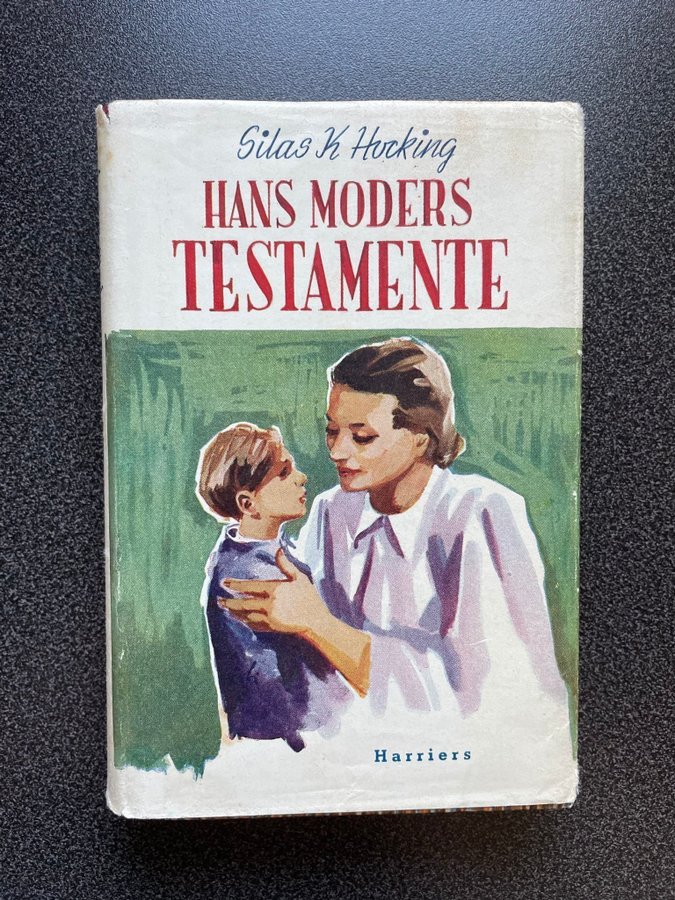 Silas K Hocking
HANS MODERS
TESTAMENTE
Harriers